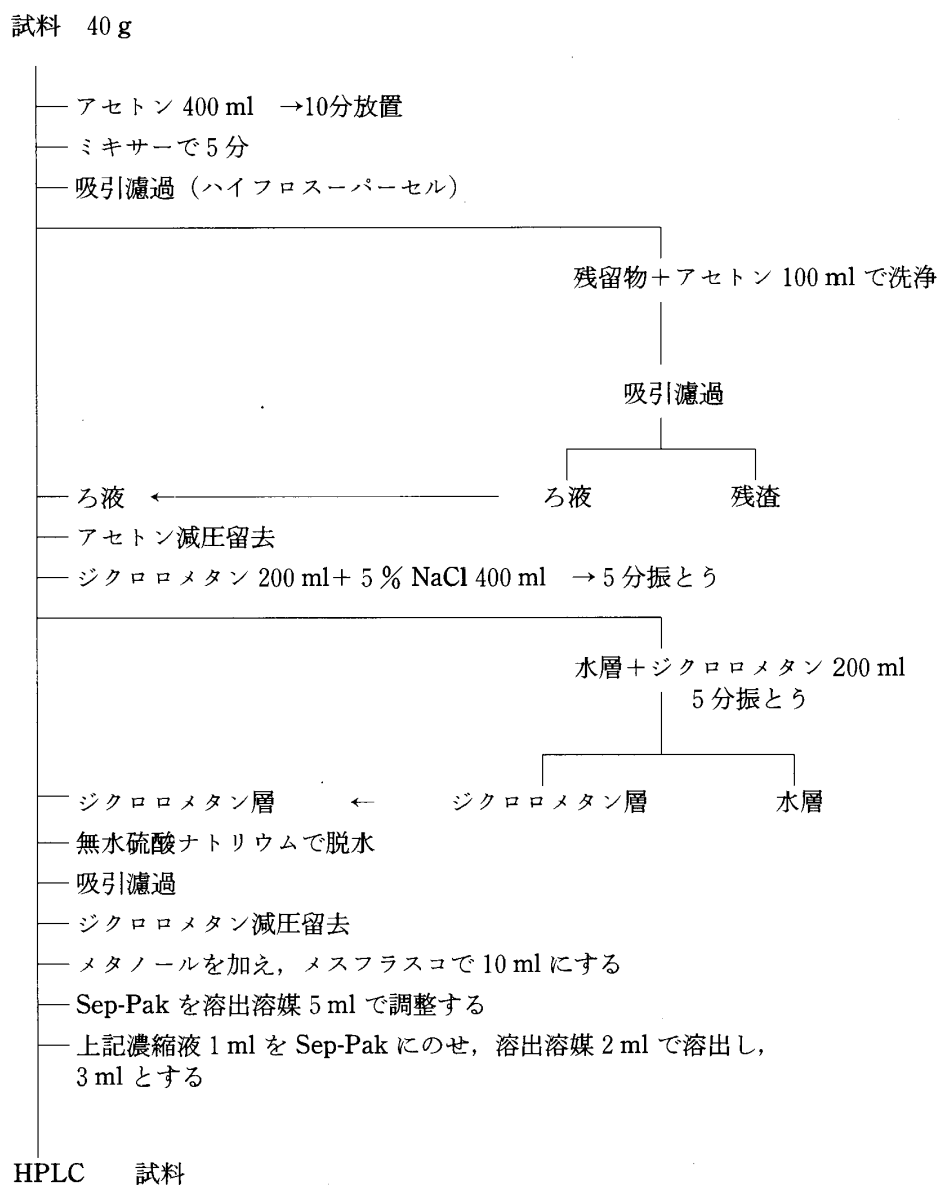 試料 40 g
アセトン 400 ml →10分放置
ミキサーで5分
吸引濾過(ハイフロスーパーセル)
残留物+アセトン 100 ml で洗浄
吸引濾過
ろ液 ← ろ液 残渣
アセトン減圧留去
ジクロロメタン 200 ml+ 5 % NaCl 400 ml →5分振とう
水層+ジクロロメタン 200 ml
5分振とう
ジクロロメタン層 ← ジクロロメタン層 水層
無水硫酸ナトリウムで脱水
吸引濾過
ジクロロメタン減圧留去
メタノールを加え,メスフラスコで 10 ml にする
Sep-Pak を溶出溶媒 5 ml で調整する
上記濃縮液 1 ml を Sep-Pak にのせ,溶出溶媒 2 ml で溶出し,
3 ml とする
HPLC 試料